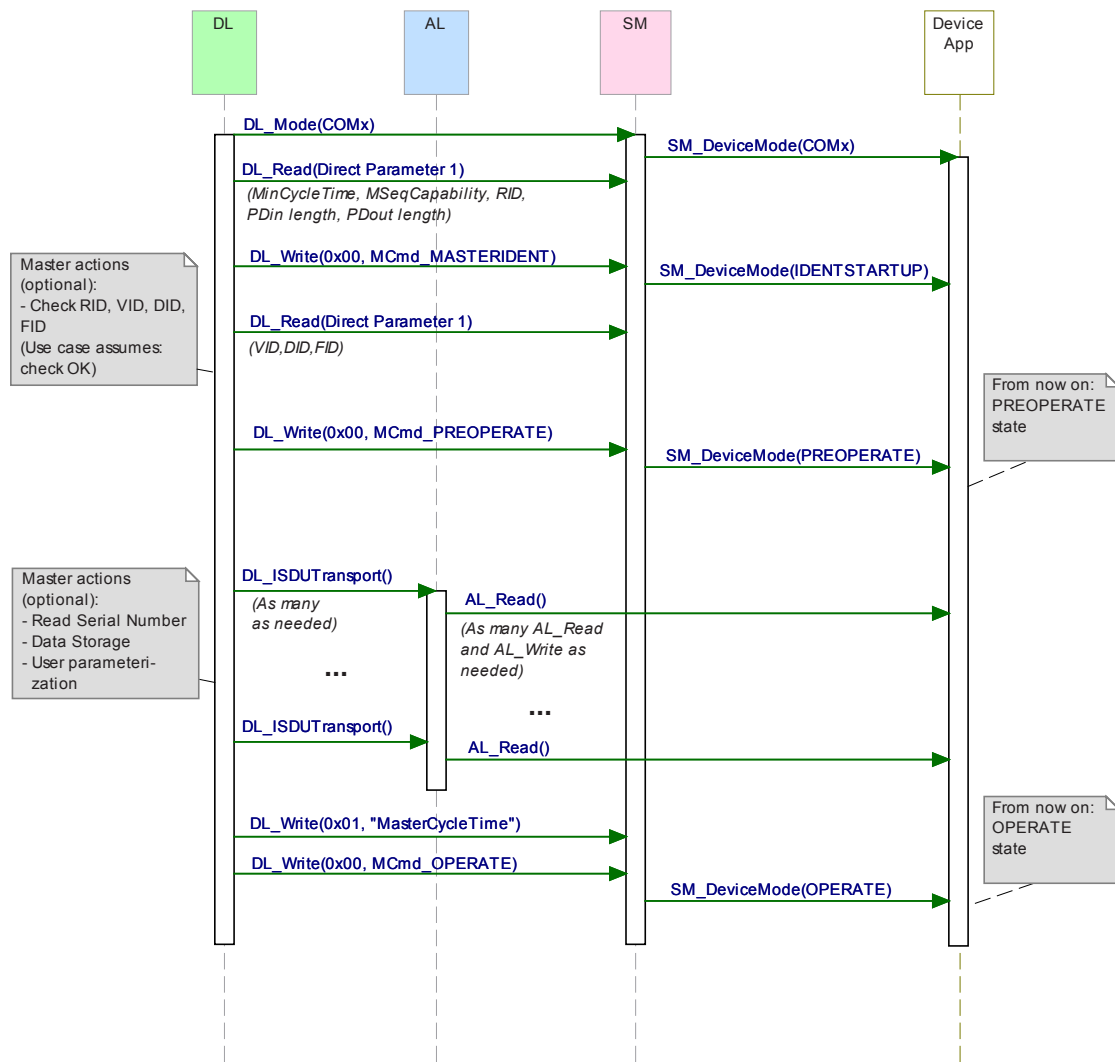 DL
AL
SM
Device
App
DL_Mode(COMx)
SM_DeviceMode(COMx)
DL_Read(Direct Parameter 1)
(MinCycleTime, MSeqCapability, RID,
PDin length, PDout length)
Master actions
(optional):
- Check RID, VID, DID,
FID
(Use case assumes:
check OK)
DL_Write(0x00, MCmd_MASTERIDENT)
SM_DeviceMode(IDENTSTARTUP)
DL_Read(Direct Parameter 1)
(VID,DID,FID)
From now on:
PREOPERATE
state
DL_Write(0x00, MCmd_PREOPERATE)
SM_DeviceMode(PREOPERATE)
Master actions
(optional):
- Read Serial Number
- Data Storage
- User parameteri-
zation
DL_ISDUTransport()
(As many
as needed)
AL_Read()
(As many AL_Read
and AL_Write as
needed)
...
...
DL_ISDUTransport()
AL_Read()
From now on:
OPERATE
state
DL_Write(0x01, "MasterCycleTime")
DL_Write(0x00, MCmd_OPERATE)
SM_DeviceMode(OPERATE)